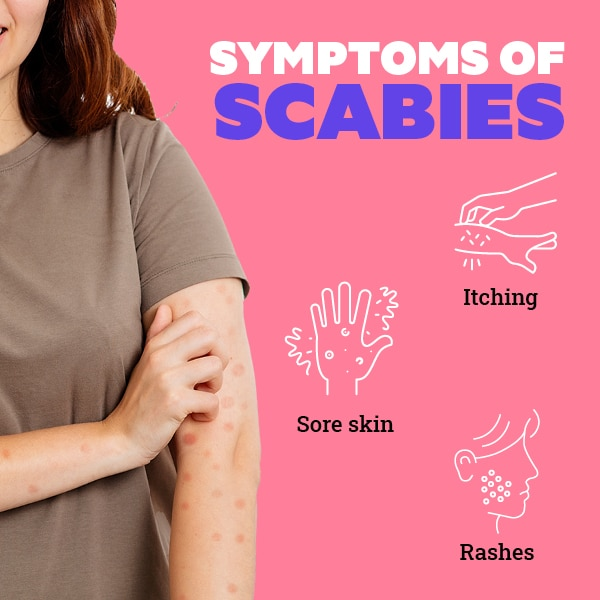 SYMPTOMS OF
SCABIES
Itching
Sore skin
Rashes